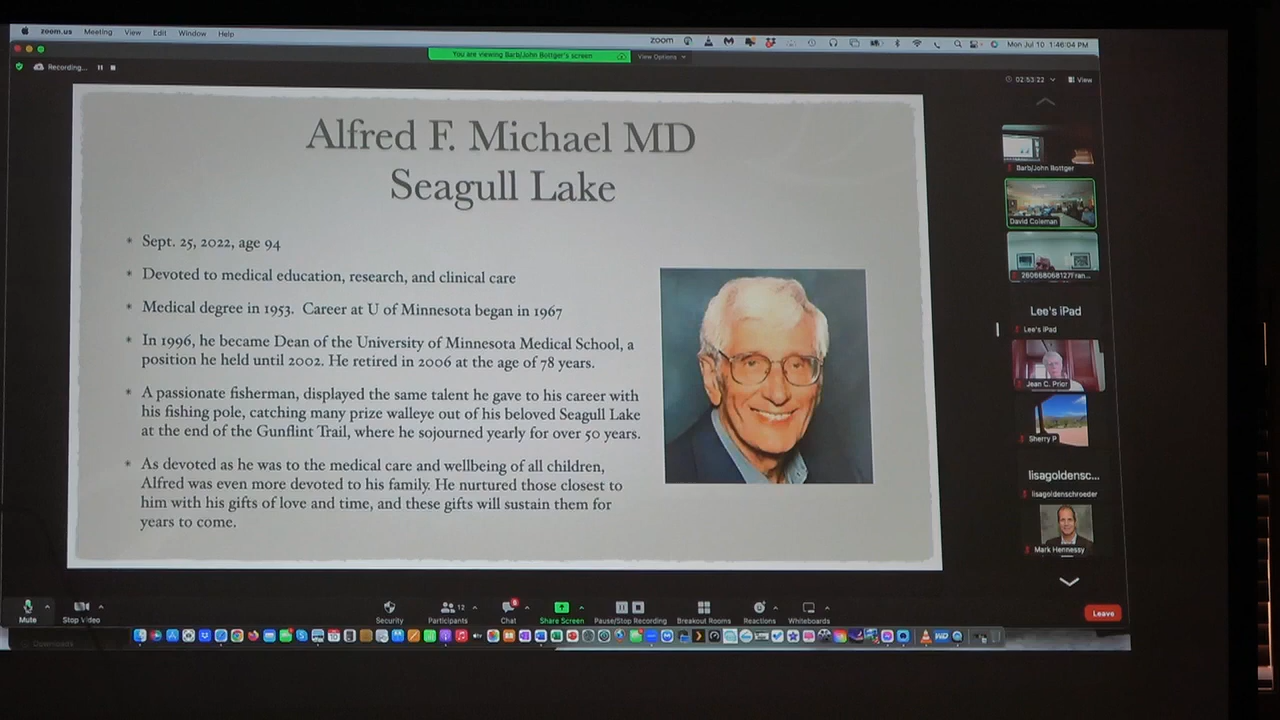 zoom.us Meeting View Edit Window Help
zoom
Mon Jul 10 1:46:04 PM
You are viewing Barb/John Bottger's screen
View Options
Recording...
02:53:22
View
Alfred F. Michael MD
Seagull Lake
* Sept. 25, 2022, age 94
* Devoted to medical education, research, and clinical care
* Medical degree in 1953. Career at U of Minnesota began in 1967
* In 1996, he became Dean of the University of Minnesota Medical School, a
position he held until 2002. He retired in 2006 at the age of 78 years.
* A passionate fisherman, displayed the same talent he gave to his career with
his fishing pole, catching many prize walleye out of his beloved Seagull Lake
at the end of the Gunflint Trail, where he sojourned yearly for over 50 years.
* As devoted as he was to the medical care and wellbeing of all children,
Alfred was even more devoted to his family. He nurtured those closest to
him with his gifts of love and time, and these gifts will sustain them for
years to come.
Barb/John Bottger
David Coleman
260668068127Fran...
Lee's iPad
Lee's iPad
Jean C. Prior
Sherry P
lisagoldensc...
lisagoldenschroeder
Mark Hennessy
Mute
Stop Video
Security
Participants
12
Chat
Share Screen
Pause/Stop Recording
Breakout Rooms
Reactions
Whiteboards
Leave
Downloads